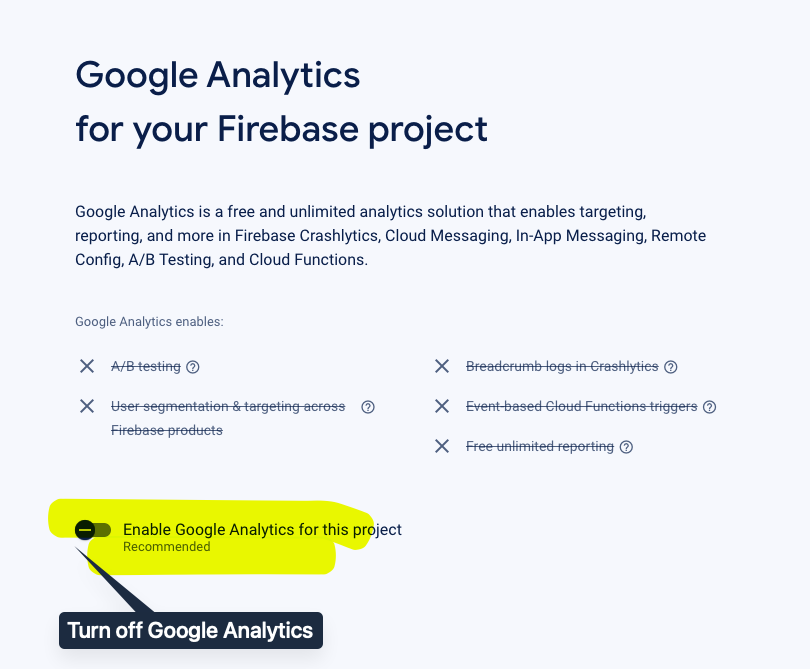 Google Analytics
for your Firebase project
Google Analytics is a free and unlimited analytics solution that enables targeting,
reporting, and more in Firebase Crashlytics, Cloud Messaging, In-App Messaging, Remote
Config, A/B Testing, and Cloud Functions.
Google Analytics enables:
A/B testing
User segmentation & targeting across
Firebase products
Breadcrumb logs in Crashlytics
Event-based Cloud Functions triggers
Free unlimited reporting
Enable Google Analytics for this project
Recommended
Turn off Google Analytics